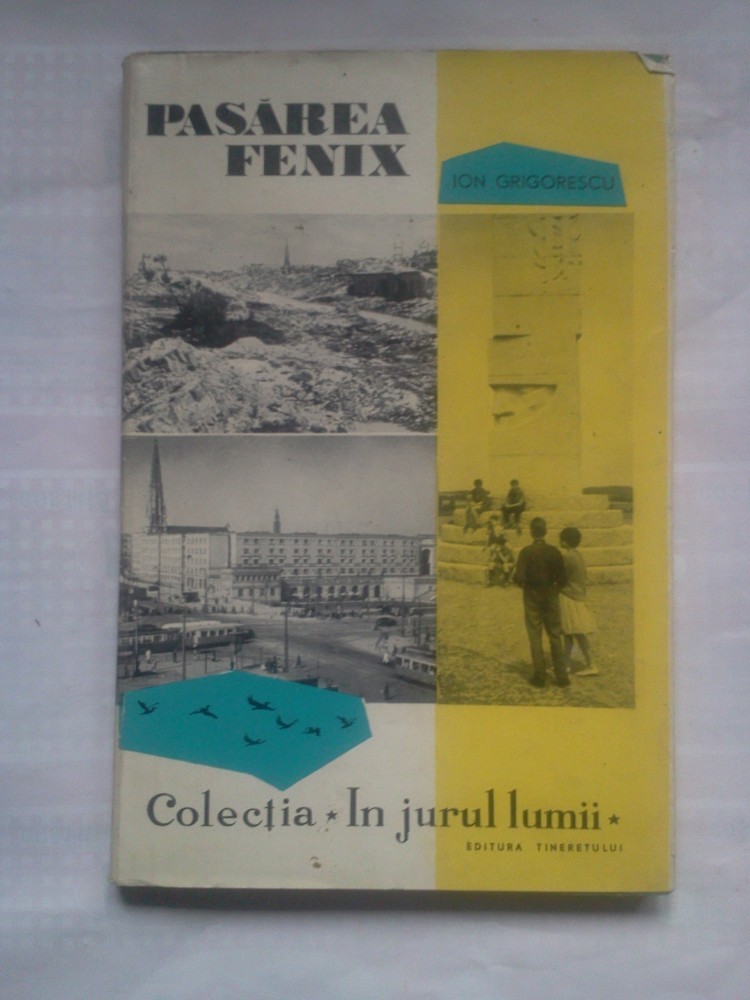 PASĂREA
FENIX
ION GRIGORESCU
Colecția ★ In jurul lumii ★
EDITURA TINERETULUI